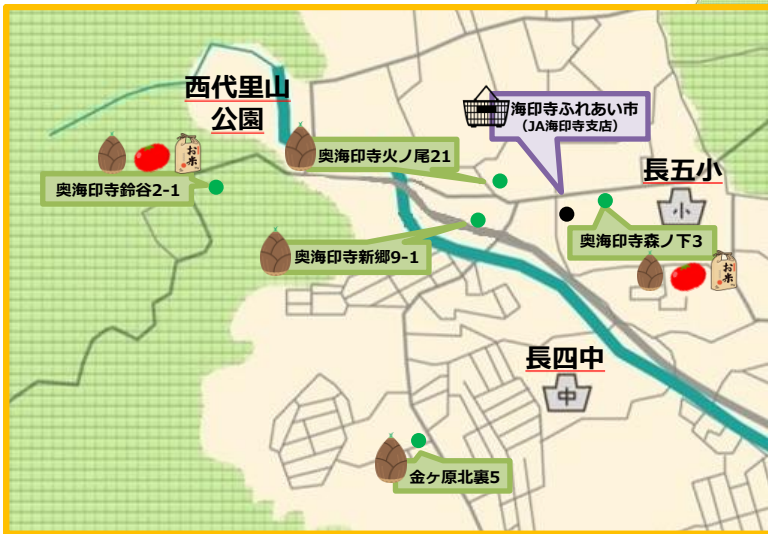 西代里山
公園
海印寺ふれあい市
（JA海印寺支店）
奥海印寺火ノ尾21
長五小
小
お米
奥海印寺鈴谷2-1
奥海印寺新郷9-1
奥海印寺森ノ下3
お米
長四中
中
金ヶ原北裏5